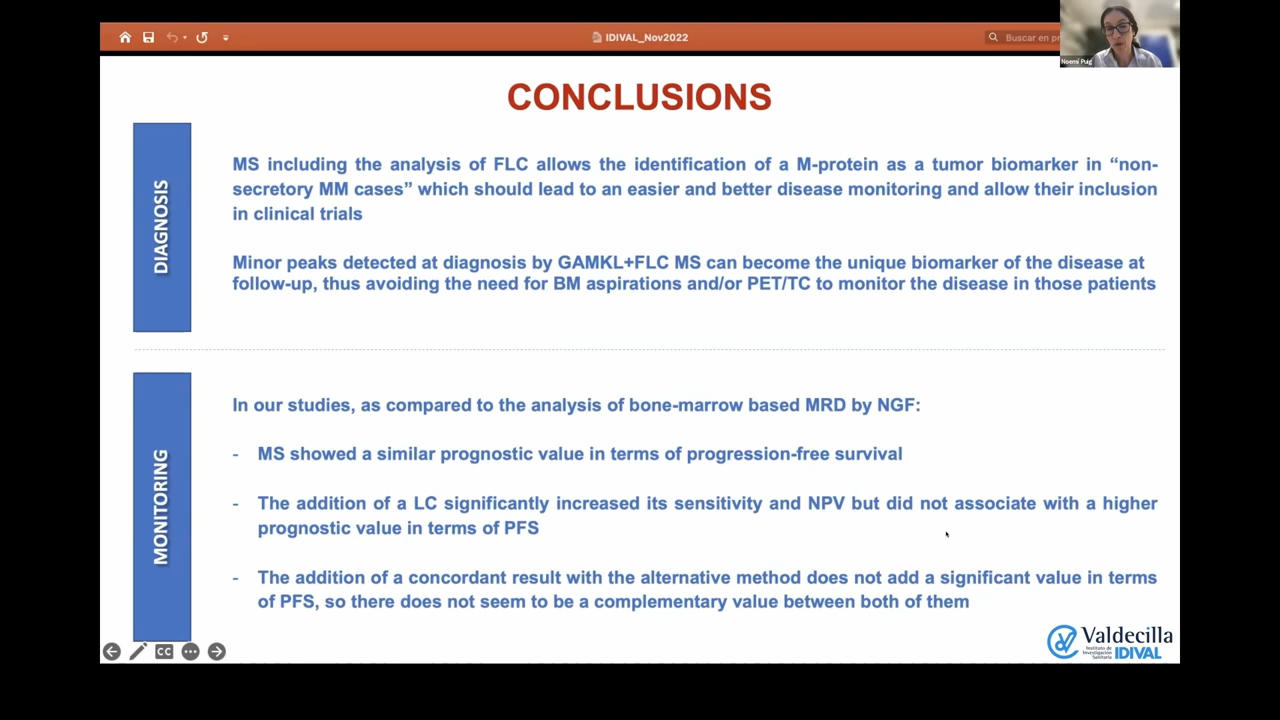 IDIVAL_Nov2022
Buscar en pr
Noemí Puig
CONCLUSIONS
DIAGNOSIS
MS including the analysis of FLC allows the identification of a M-protein as a tumor biomarker in “non-
secretory MM cases” which should lead to an easier and better disease monitoring and allow their inclusion
in clinical trials
Minor peaks detected at diagnosis by GAMKL+FLC MS can become the unique biomarker of the disease at
follow-up, thus avoiding the need for BM aspirations and/or PET/TC to monitor the disease in those patients
MONITORING
In our studies, as compared to the analysis of bone-marrow based MRD by NGF:
- MS showed a similar prognostic value in terms of progression-free survival
- The addition of a LC significantly increased its sensitivity and NPV but did not associate with a higher
prognostic value in terms of PFS
- The addition of a concordant result with the alternative method does not add a significant value in terms
of PFS, so there does not seem to be a complementary value between both of them
CC
Valdecilla
Instituto de
Investigación
Sanitaria
IDIVAL